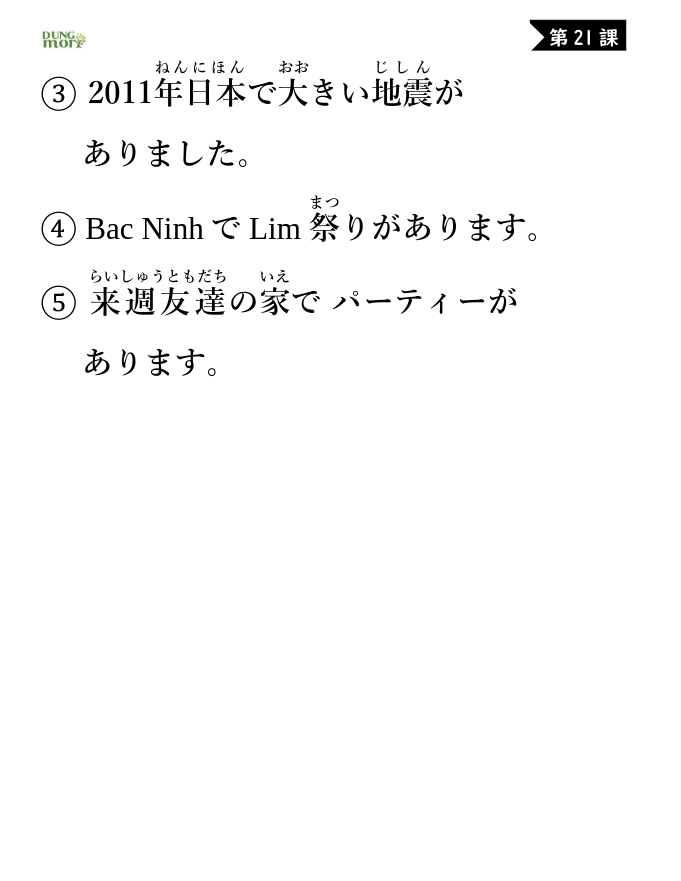 DUNG
mori
第21課
ねんにほん おお じしん
③ 2011年日本で大きい地震が
ありました。
まつ
④ Bac Ninh で Lim 祭りがあります。
らいしゅうともだち いえ
⑤ 来週友達の家で パーティーが
あります。